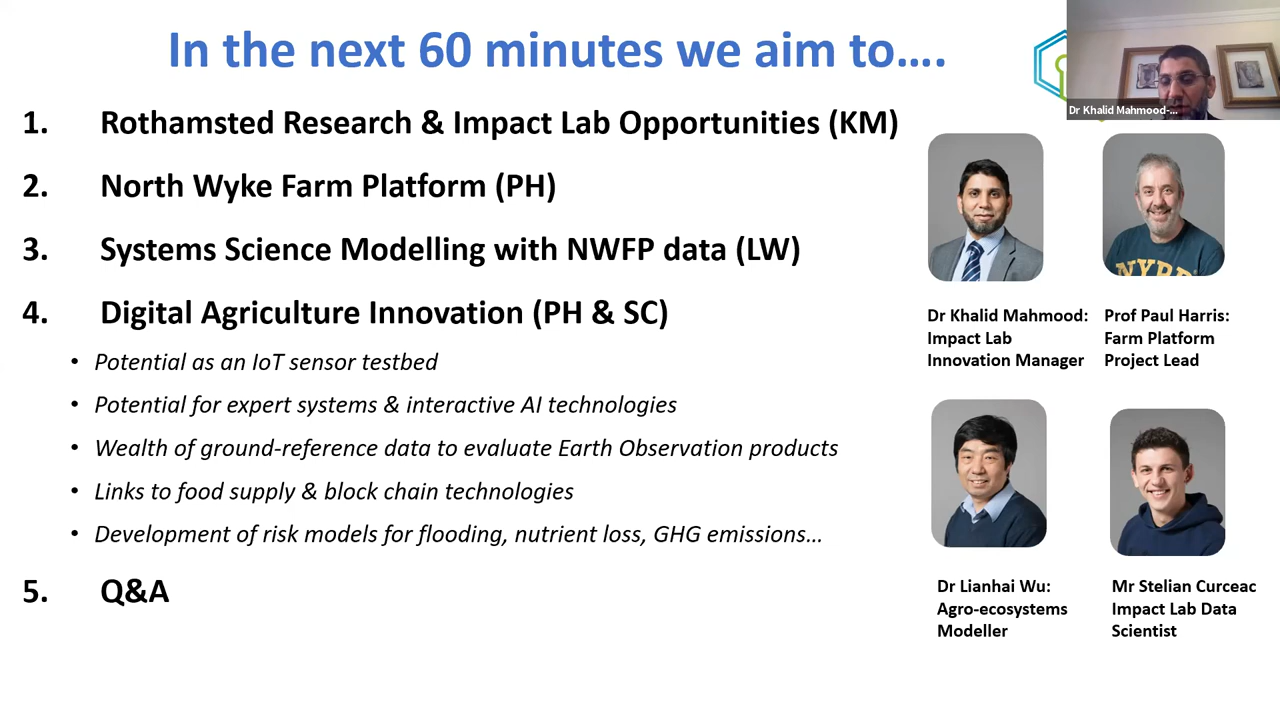 In the next 60 minutes we aim to....
Dr Khalid Mahmood-...
1. Rothamsted Research & Impact Lab Opportunities (KM)
2. North Wyke Farm Platform (PH)
3. Systems Science Modelling with NWFP data (LW)
4. Digital Agriculture Innovation (PH & SC)
• Potential as an IoT sensor testbed
• Potential for expert systems & interactive AI technologies
• Wealth of ground-reference data to evaluate Earth Observation products
• Links to food supply & block chain technologies
• Development of risk models for flooding, nutrient loss, GHG emissions…
5. Q&A
Dr Khalid Mahmood:
Impact Lab
Innovation Manager
Prof Paul Harris:
Farm Platform
Project Lead
Dr Lianhai Wu:
Agro-ecosystems
Modeller
Mr Stelian Curceac
Impact Lab Data
Scientist